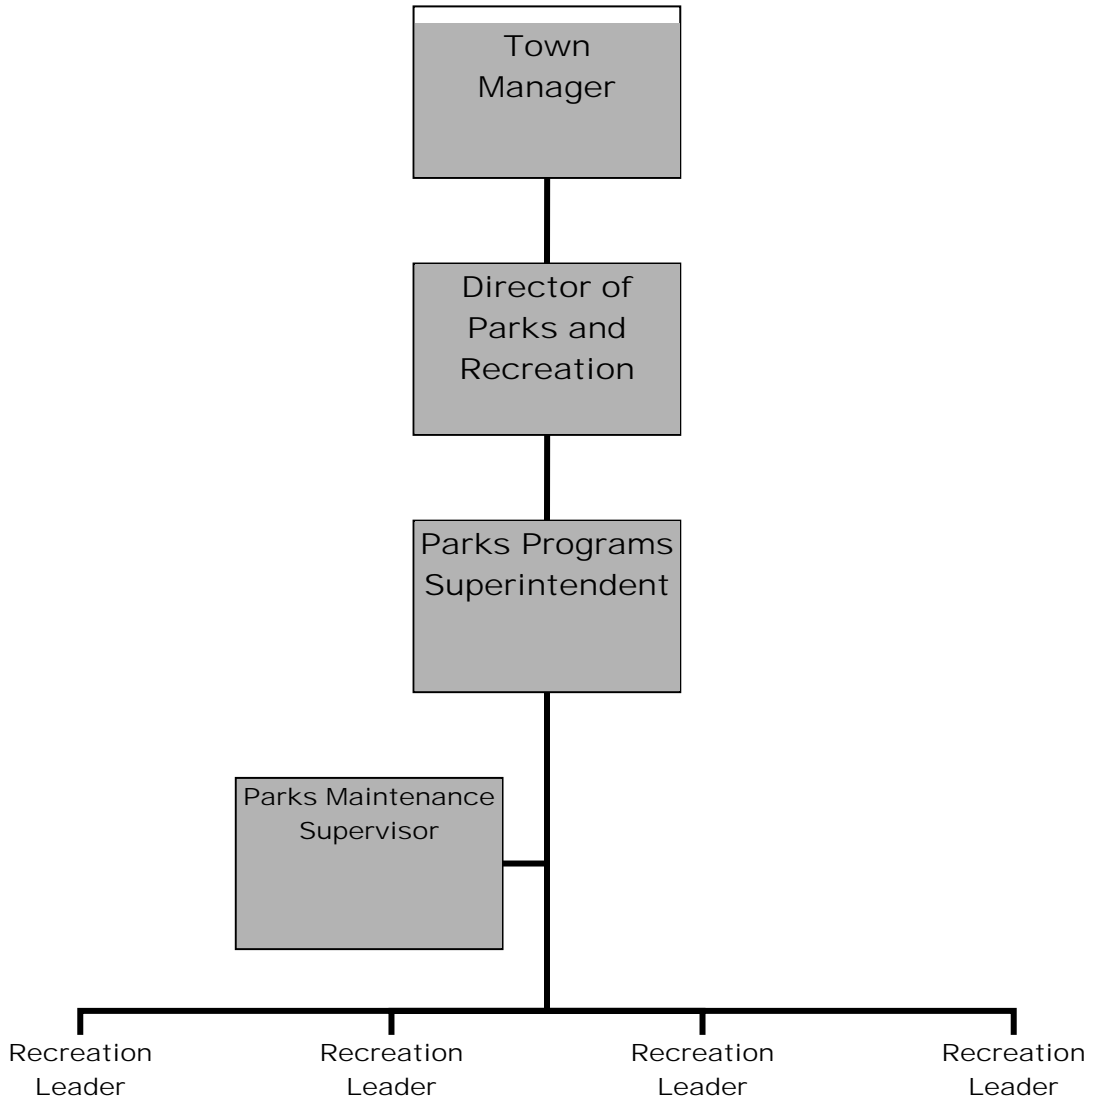 Town
Manager
Director of
Parks and
Recreation
Parks Programs
Superintendent
Parks Maintenance
Supervisor
Recreation
Leader
Recreation
Leader
Recreation
Leader
Recreation
Leader